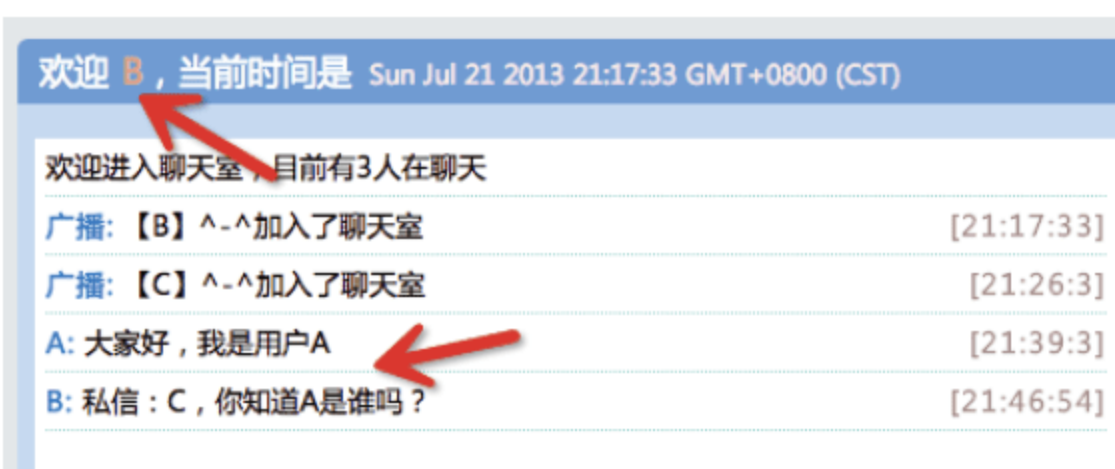 欢迎 B，当前时间是 Sun Jul 21 2013 21:17:33 GMT+0800 (CST)
欢迎进入聊天室，目前有3人在聊天
广播: 【B】^-^加入了聊天室 [21:17:33]
广播: 【C】^-^加入了聊天室 [21:26:3]
A: 大家好，我是用户A [21:39:3]
B: 私信：C，你知道A是谁吗？ [21:46:54]